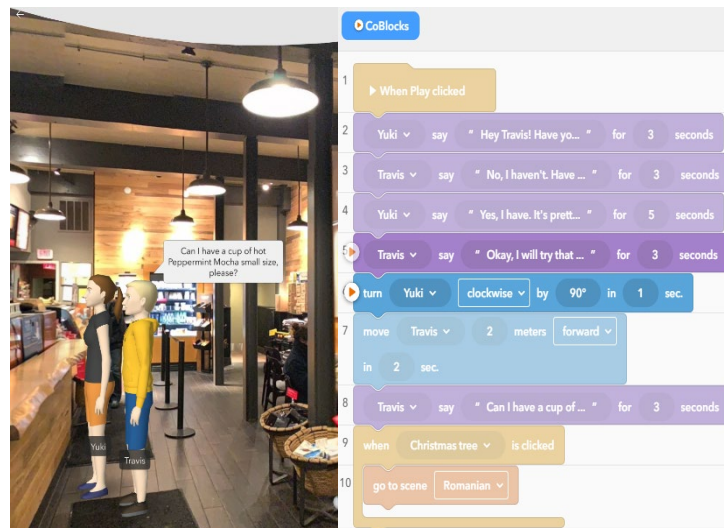 Can I have a cup of hot
Peppermint Mocha small size,
please?
Yuki
Travis
CoBlocks
1
When Play clicked
2
Yuki say " Hey Travis! Have yo... " for 3 seconds
3
Travis say " No, I haven't. Have ... " for 3 seconds
4
Yuki say " Yes, I have. It's prett... " for 5 seconds
5
Travis say " Okay, I will try that ... " for 3 seconds
turn Yuki clockwise by 90° in 1 sec.
7
move Travis 2 meters forward
in 2 sec.
8
Travis say " Can I have a cup of ... " for 3 seconds
9
when Christmas tree is clicked
10
go to scene Romanian